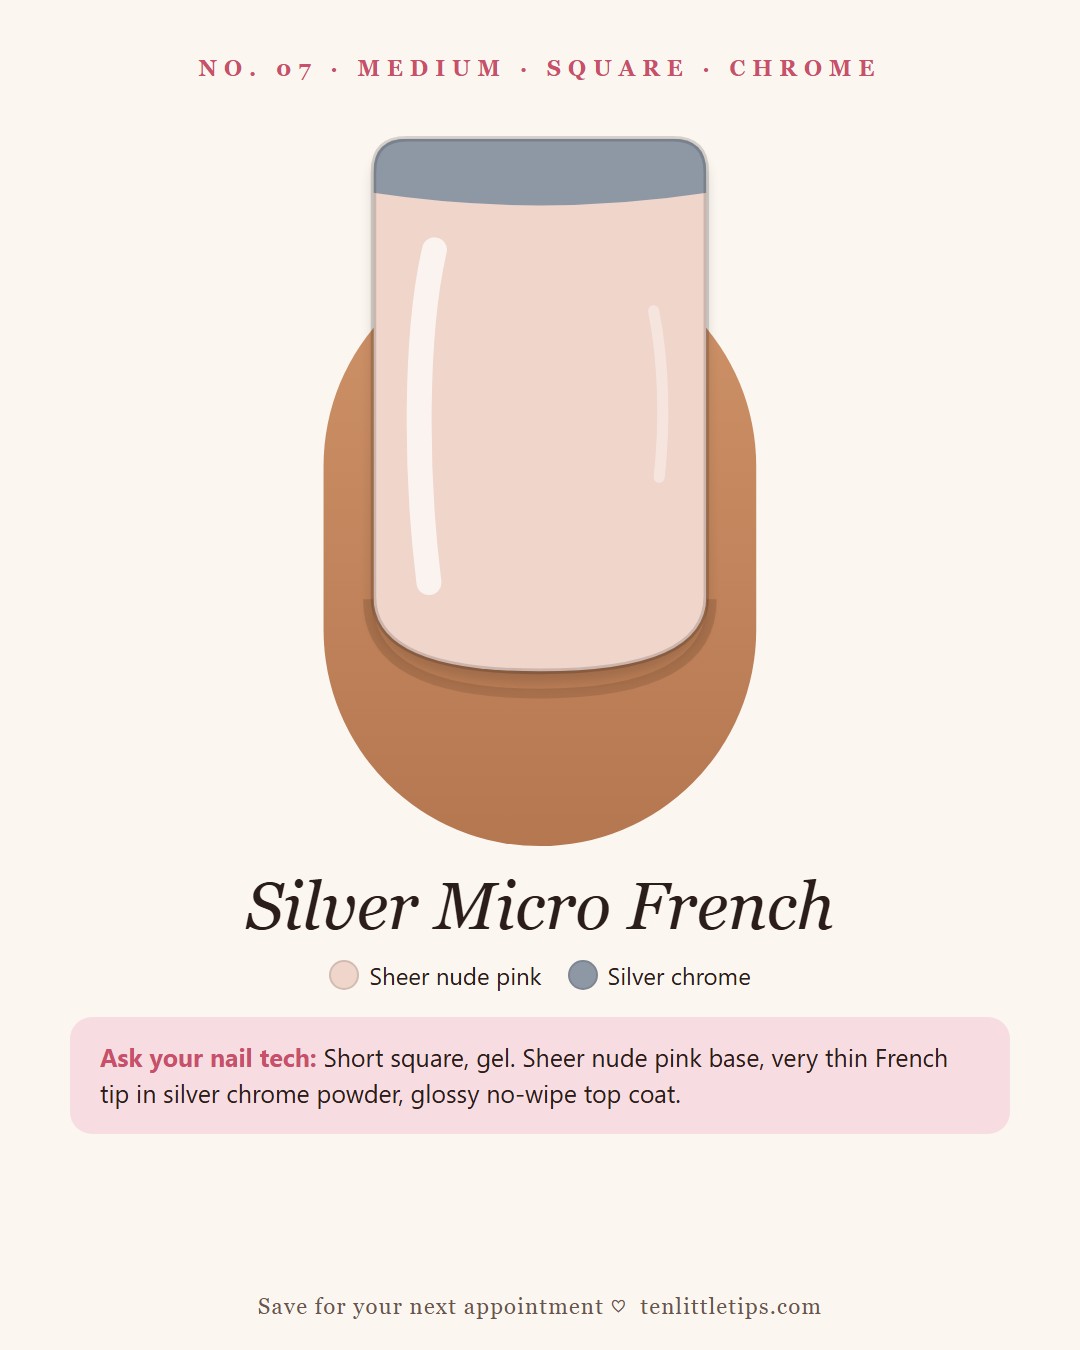 NO. 07 · MEDIUM · SQUARE · CHROME
Silver Micro French
Sheer nude pink Silver chrome
Ask your nail tech: Short square, gel. Sheer nude pink base, very thin French
tip in silver chrome powder, glossy no-wipe top coat.
Save for your next appointment ♡ tenlittletips.com